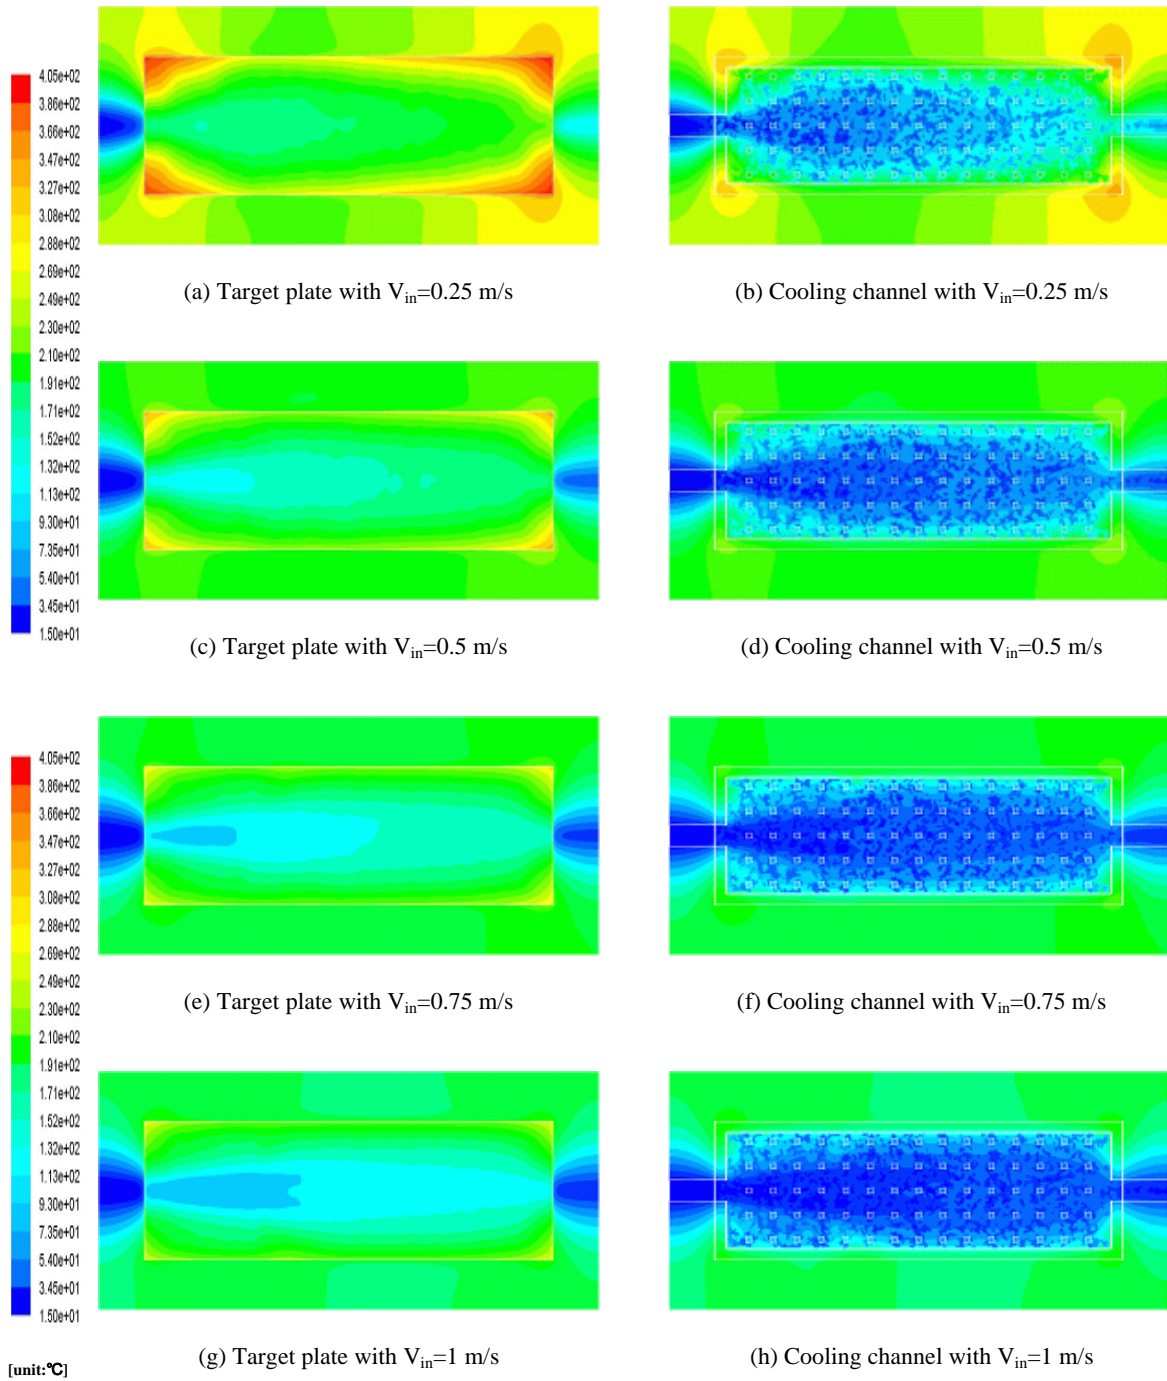 4.05e+02
3.86e+02
3.66e+02
3.47e+02
3.27e+02
3.08e+02
2.69e+02
2.49e+02
2.30e+02
2.10e+02
1.91e+02
1.71e+02
1.52e+02
1.32e+02
1.13e+02
9.30e+01
7.35e+01
5.40e+01
3.45e+01
1.50e+01
(a) Target plate with Vin=0.25 m/s
(b) Cooling channel with Vin=0.25 m/s
(c) Target plate with Vin=0.5 m/s
(d) Cooling channel with Vin=0.5 m/s
4.05e+02
3.86e+02
3.66e+02
3.47e+02
3.27e+02
3.08e+02
2.69e+02
2.49e+02
2.30e+02
2.10e+02
1.91e+02
1.71e+02
1.52e+02
1.32e+02
1.13e+02
9.30e+01
7.35e+01
5.40e+01
3.45e+01
1.50e+01
(e) Target plate with Vin=0.75 m/s
(f) Cooling channel with Vin=0.75 m/s
(g) Target plate with Vin=1 m/s
(h) Cooling channel with Vin=1 m/s
[unit:℃]